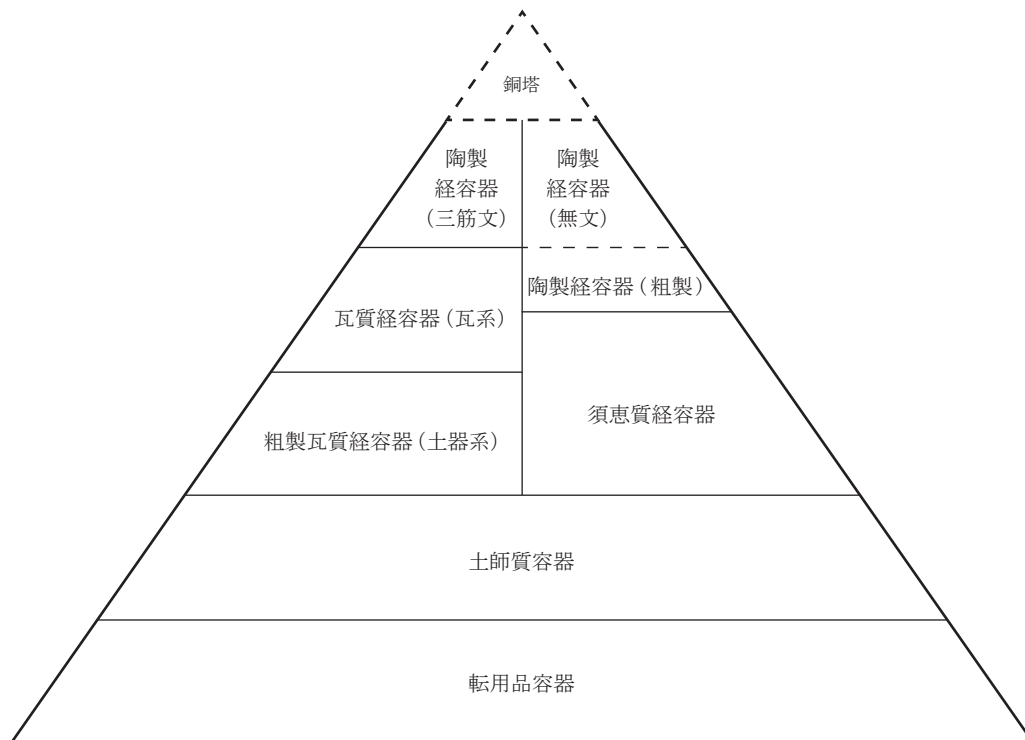 銅塔
陶製
経容器
（三筋文）
陶製
経容器
（無文）
陶製経容器（粗製）
瓦質経容器（瓦系）
須恵質経容器
粗製瓦質経容器（土器系）
土師質容器
転用品容器